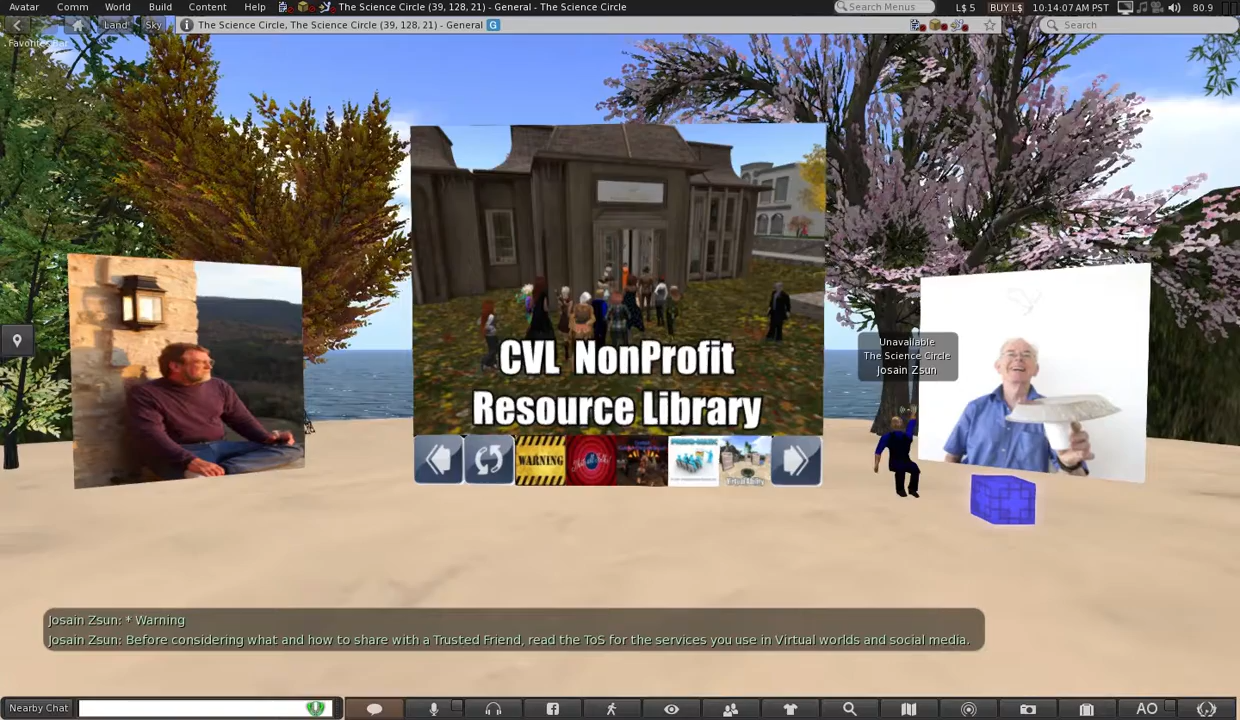 Avatar Comm World Build Content Help The Science Circle, The Science Circle (39, 128, 21) - General - The Science Circle Search Menus L$ 5 BUY L$ 10:14:07 AM PST 80.9
Land Sky The Science Circle, The Science Circle (39, 128, 21) - General G Search
Favorites Bar
CVL NonProfit
Resource Library
WARNING
Virtual Library
Unavailable
The Science Circle
Josain Zsun
Josain Zsun: * Warning
Josain Zsun: Before considering what and how to share with a Trusted Friend, read the ToS for the services you use in Virtual worlds and social media.
Nearby Chat AO